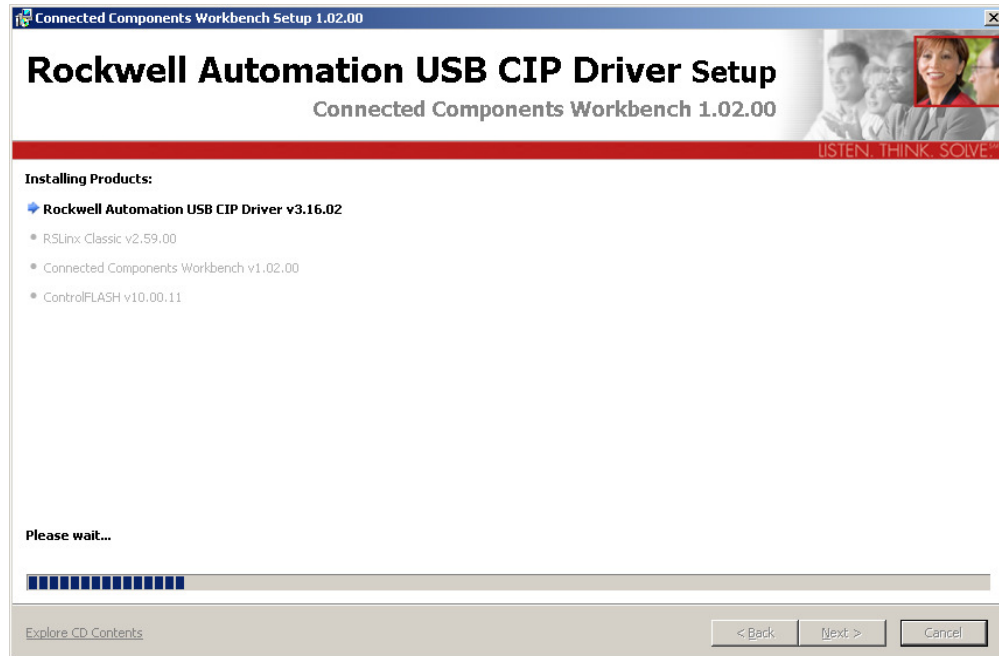 Connected Components Workbench Setup 1.02.00
Rockwell Automation USB CIP Driver Setup
Connected Components Workbench 1.02.00
LISTEN. THINK. SOLVE.℠
Installing Products:
Rockwell Automation USB CIP Driver v3.16.02
RSLinx Classic v2.59.00
Connected Components Workbench v1.02.00
ControlFLASH v10.00.11
Please wait...
Explore CD Contents
< Back Next > Cancel